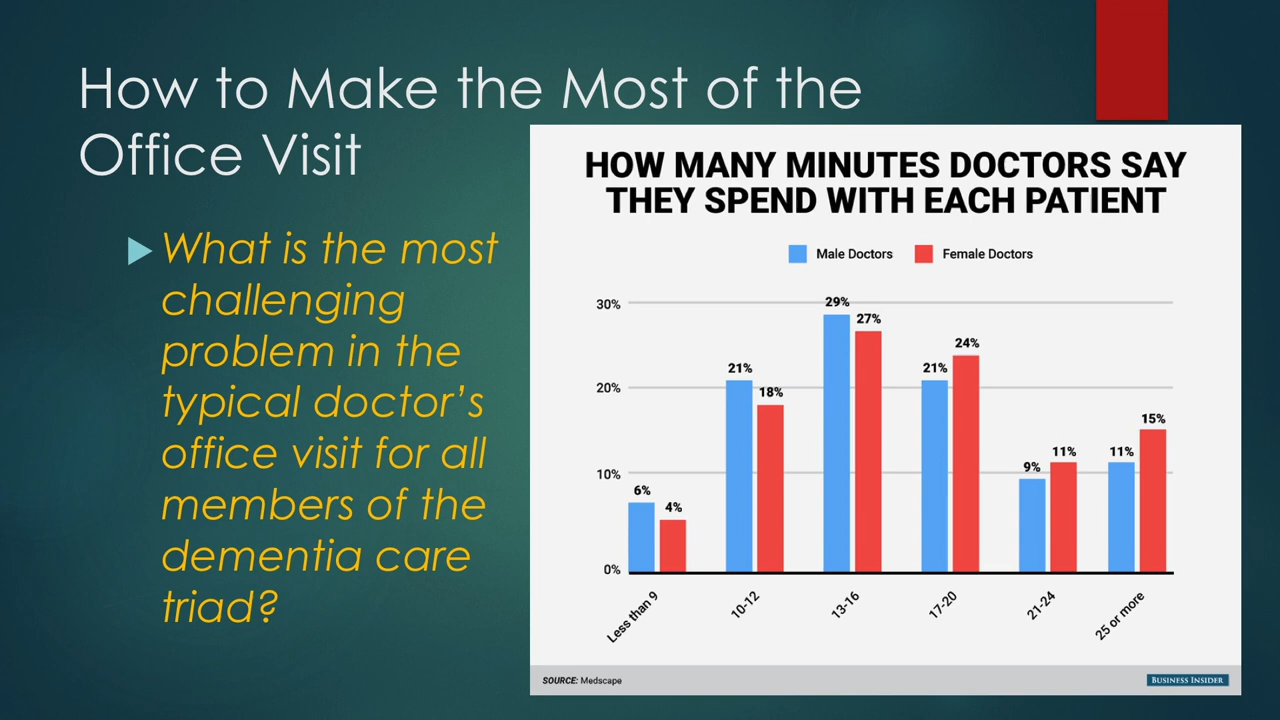 How to Make the Most of the
Office Visit
What is the most
challenging
problem in the
typical doctor’s
office visit for all
members of the
dementia care
triad?
HOW MANY MINUTES DOCTORS SAY
THEY SPEND WITH EACH PATIENT
Male Doctors Female Doctors
30%
20%
10%
0%
6% 4%
21% 18%
29% 27%
21% 24%
9% 11%
11% 15%
Less than 9
10-12
13-16
17-20
21-24
25 or more
SOURCE: Medscape
BUSINESS INSIDER